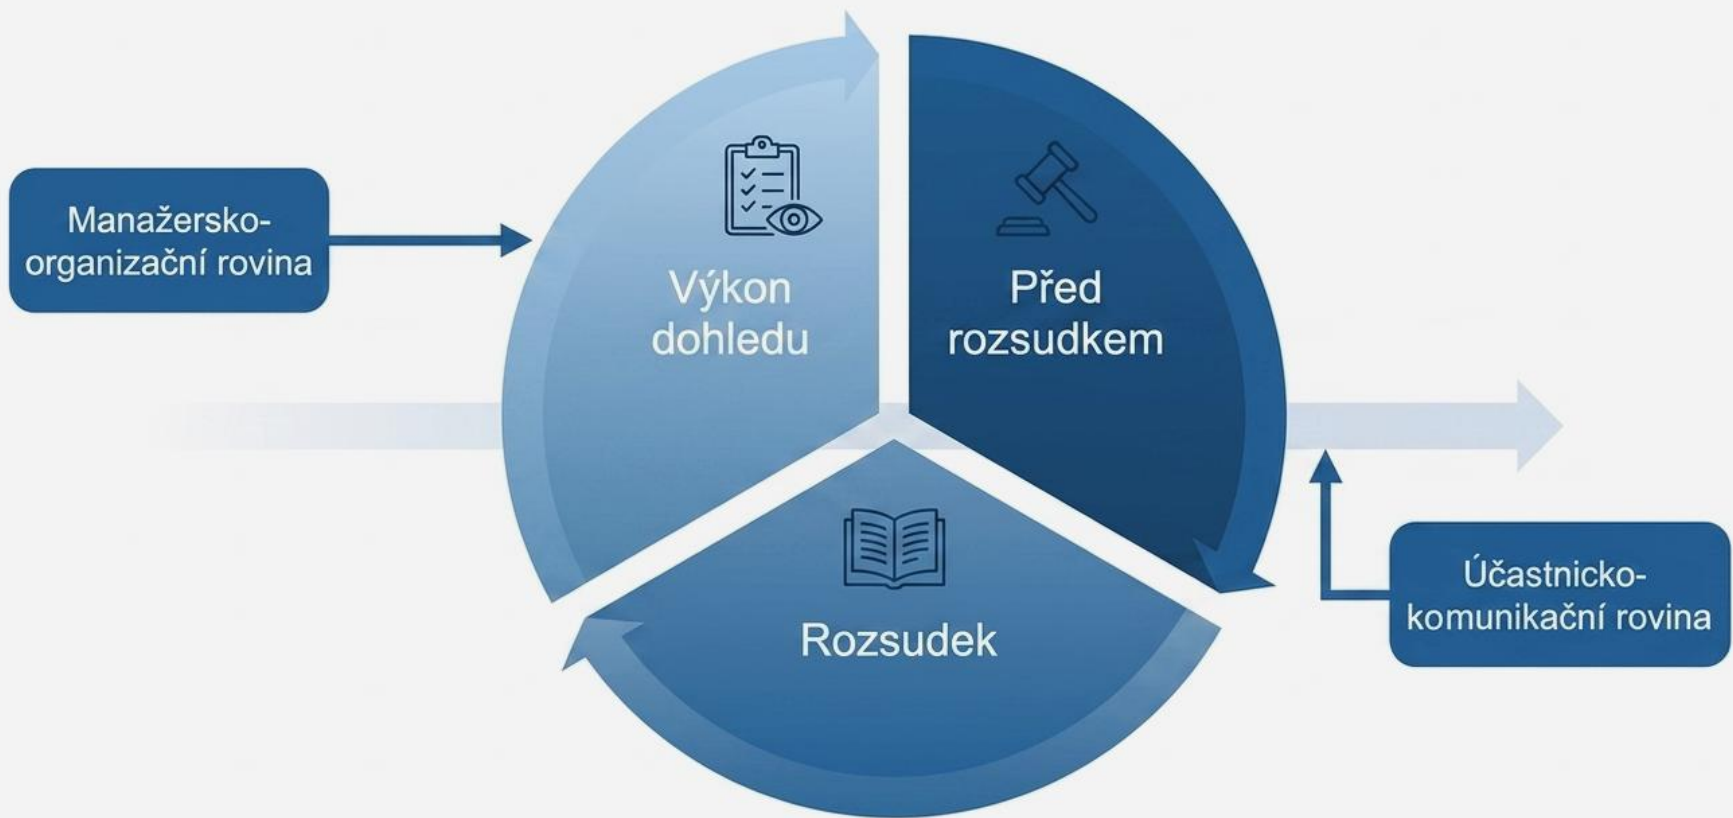 Manažersko-
organizační rovina
Výkon
dohledu
Před
rozsudkem
Rozsudek
Účastnicko-
komunikační rovina